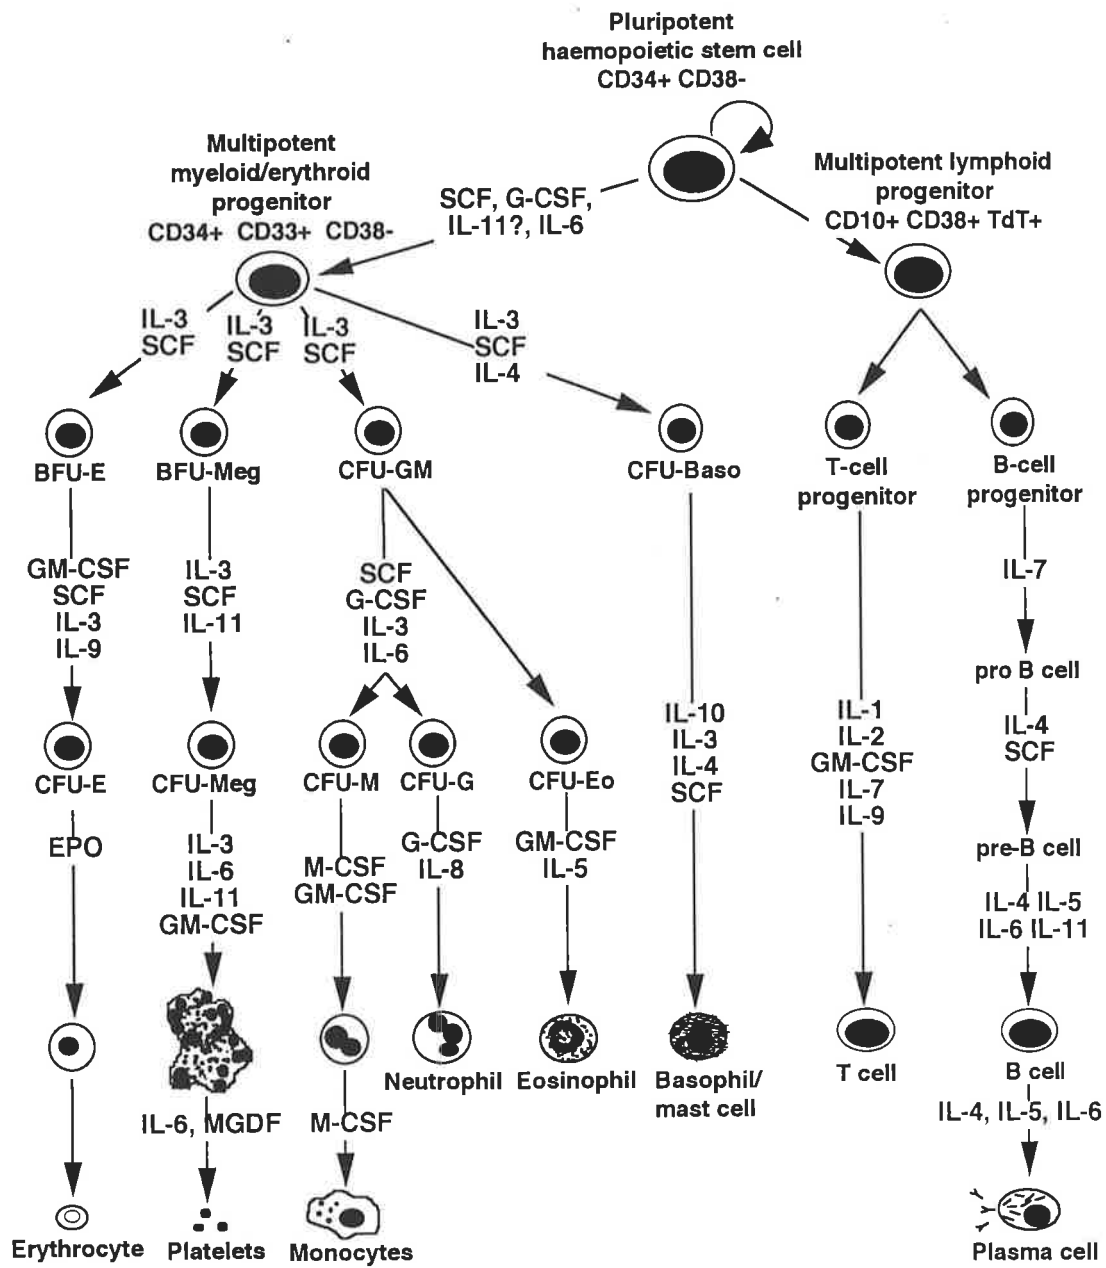 Pluripotent
haemopoietic stem cell
CD34+ CD38-
Multipotent
myeloid/erythroid
progenitor
CD34+ CD33+ CD38-
SCF, G-CSF,
IL-11?, IL-6
Multipotent lymphoid
progenitor
CD10+ CD38+ TdT+
IL-3
SCF
IL-3
SCF
IL-3
SCF
IL-3
SCF
IL-4
BFU-E
BFU-Meg
CFU-GM
CFU-Baso
T-cell
progenitor
B-cell
progenitor
GM-CSF
SCF
IL-3
IL-9
IL-3
SCF
IL-11
SCF
G-CSF
IL-3
IL-6
IL-10
IL-3
IL-4
SCF
IL-1
IL-2
GM-CSF
IL-7
IL-9
IL-7
pro B cell
IL-4
SCF
pre-B cell
IL-4 IL-5
IL-6 IL-11
CFU-E
CFU-Meg
CFU-M
CFU-G
CFU-Eo
EPO
IL-3
IL-6
IL-11
GM-CSF
M-CSF
GM-CSF
G-CSF
IL-8
GM-CSF
IL-5
Neutrophil
Eosinophil
Basophil/
mast cell
T cell
B cell
IL-6, MGDF
M-CSF
IL-4, IL-5, IL-6
Erythrocyte
Platelets
Monocytes
Plasma cell